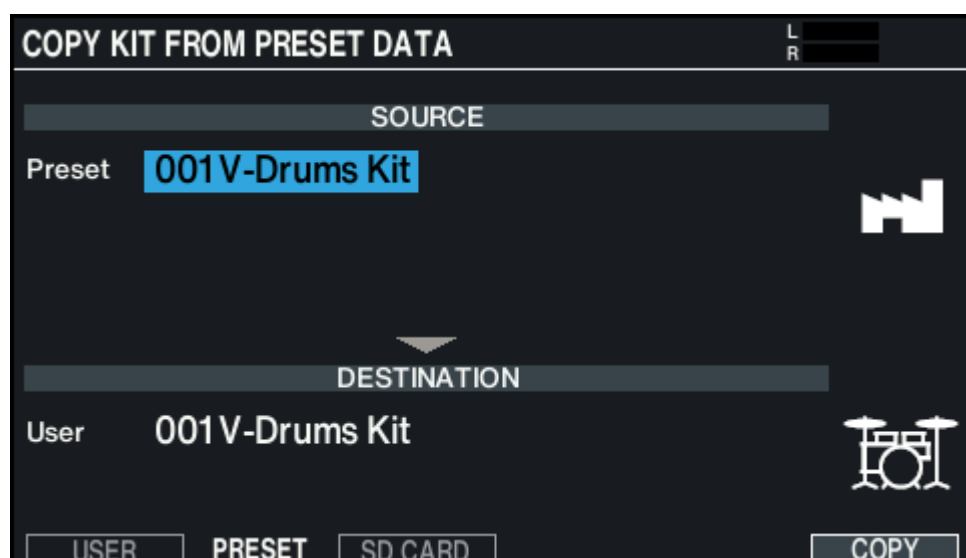 COPY KIT FROM PRESET DATA
L
R
SOURCE
Preset 001 V-Drums Kit
DESTINATION
User 001 V-Drums Kit
USER PRESET SD CARD COPY